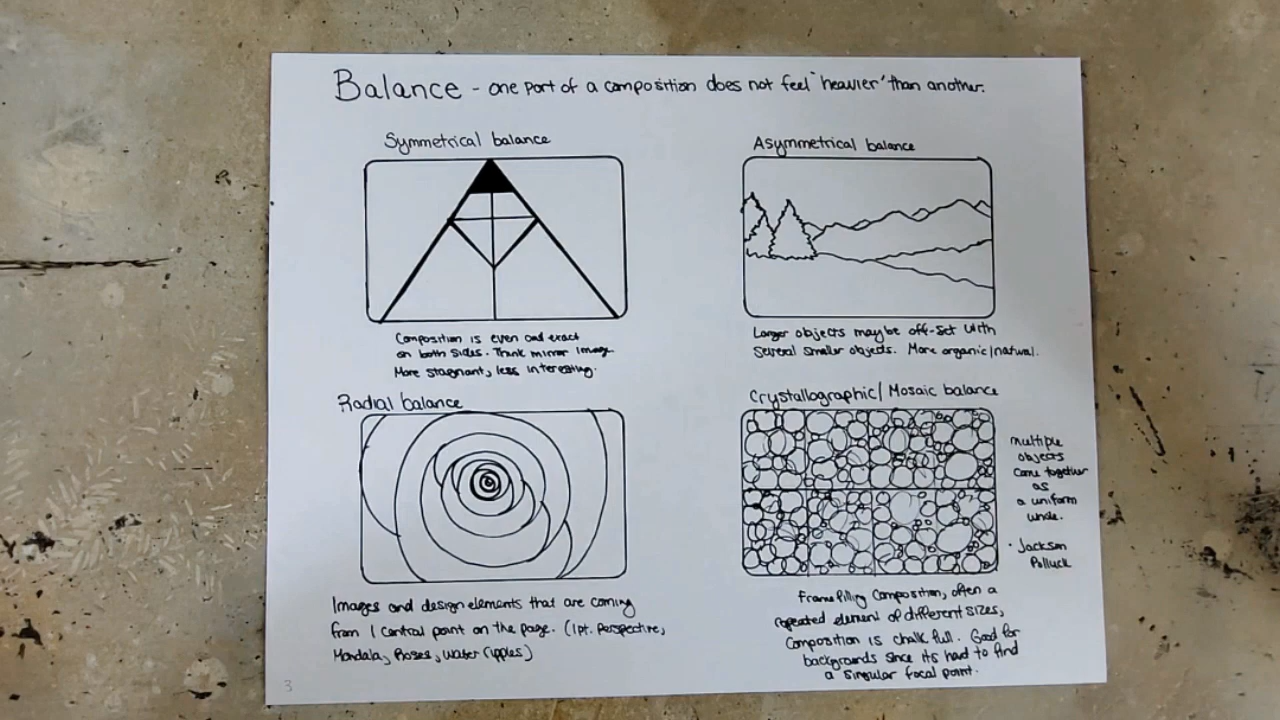 Balance - one part of a composition does not feel "heavier" than another.
Symmetrical balance
Composition is even and exact
on both sides. Think mirror image.
More stagnant, less interesting.
Asymmetrical balance
Larger objects may be off-set with
several smaller objects. More organic/natural.
Radial balance
Images and design elements that are coming
from 1 central point on the page. (1pt. perspective,
Mandala, Roses, water ripples)
Crystallographic/Mosaic balance
multiple
objects
come together
as
a uniform
whole.
· Jackson
Polluck
Frame filling composition, often a
repeated element of different sizes,
Composition is chalk full. Good for
backgrounds since its hard to find
a singular focal point.
3